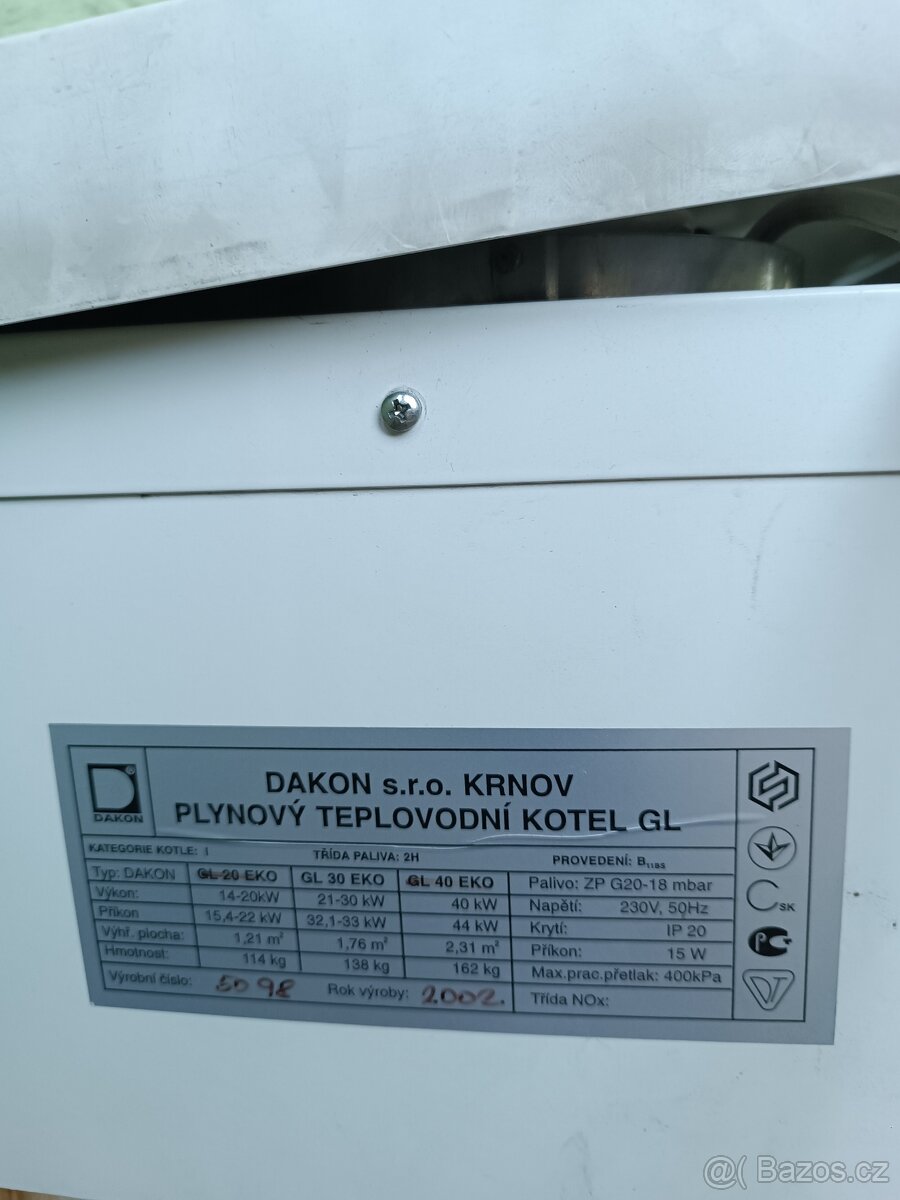 DAKON s.r.o. KRNOV
PLYNOVÝ TEPLOVODNÍ KOTEL GL
DAKON
KATEGORIE KOTLE: I TŘÍDA PALIVA: 2H PROVEDENÍ: B11BS
Typ: DAKON GL 20 EKO GL 30 EKO GL 40 EKO
Výkon: 14-20kW 21-30 kW 40 kW
Příkon 15,4-22 kW 32,1-33 kW 44 kW
Výhř. plocha: 1,21 m² 1,76 m² 2,31 m²
Hmotnost: 114 kg 138 kg 162 kg
Výrobní číslo: 5098 Rok výroby: 2002.
Palivo: ZP G20-18 mbar
Napětí: 230V, 50Hz
Krytí: IP 20
Příkon: 15 W
Max.prac.přetlak: 400kPa
Třída NOx:
SK
@( Bazos.cz